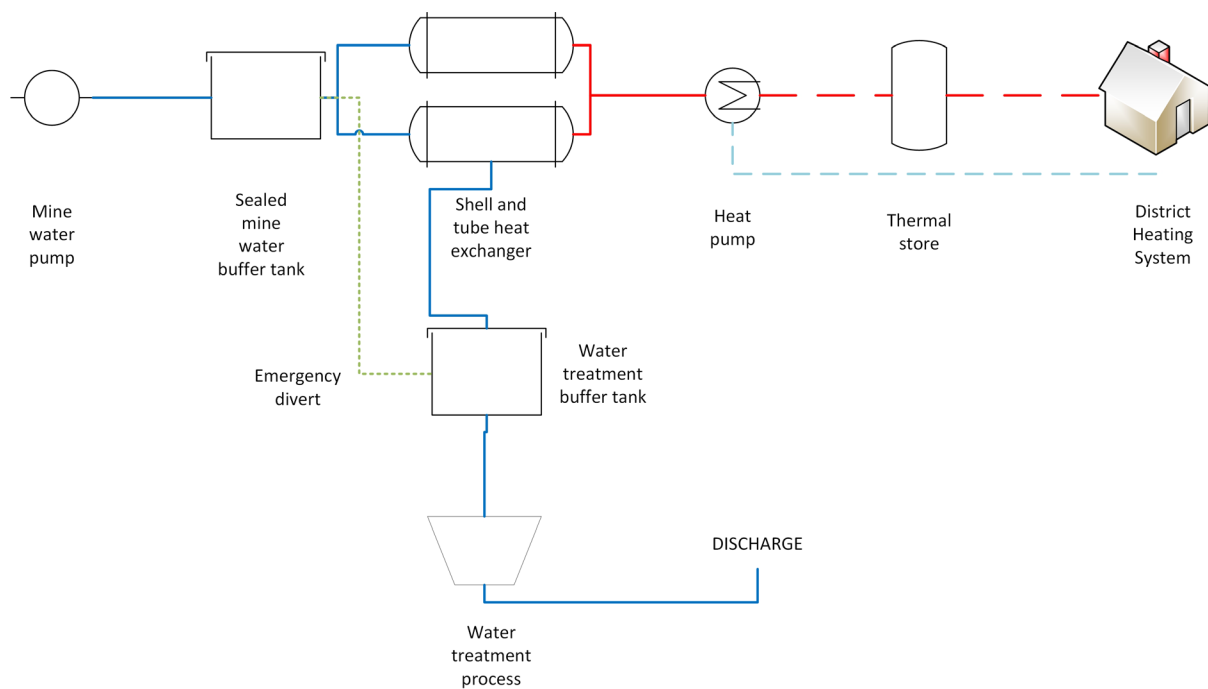 Mine
water
pump
Sealed
mine
water
buffer tank
Shell and
tube heat
exchanger
Heat
pump
Thermal
store
District
Heating
System
Emergency
divert
Water
treatment
buffer tank
DISCHARGE
Water
treatment
process